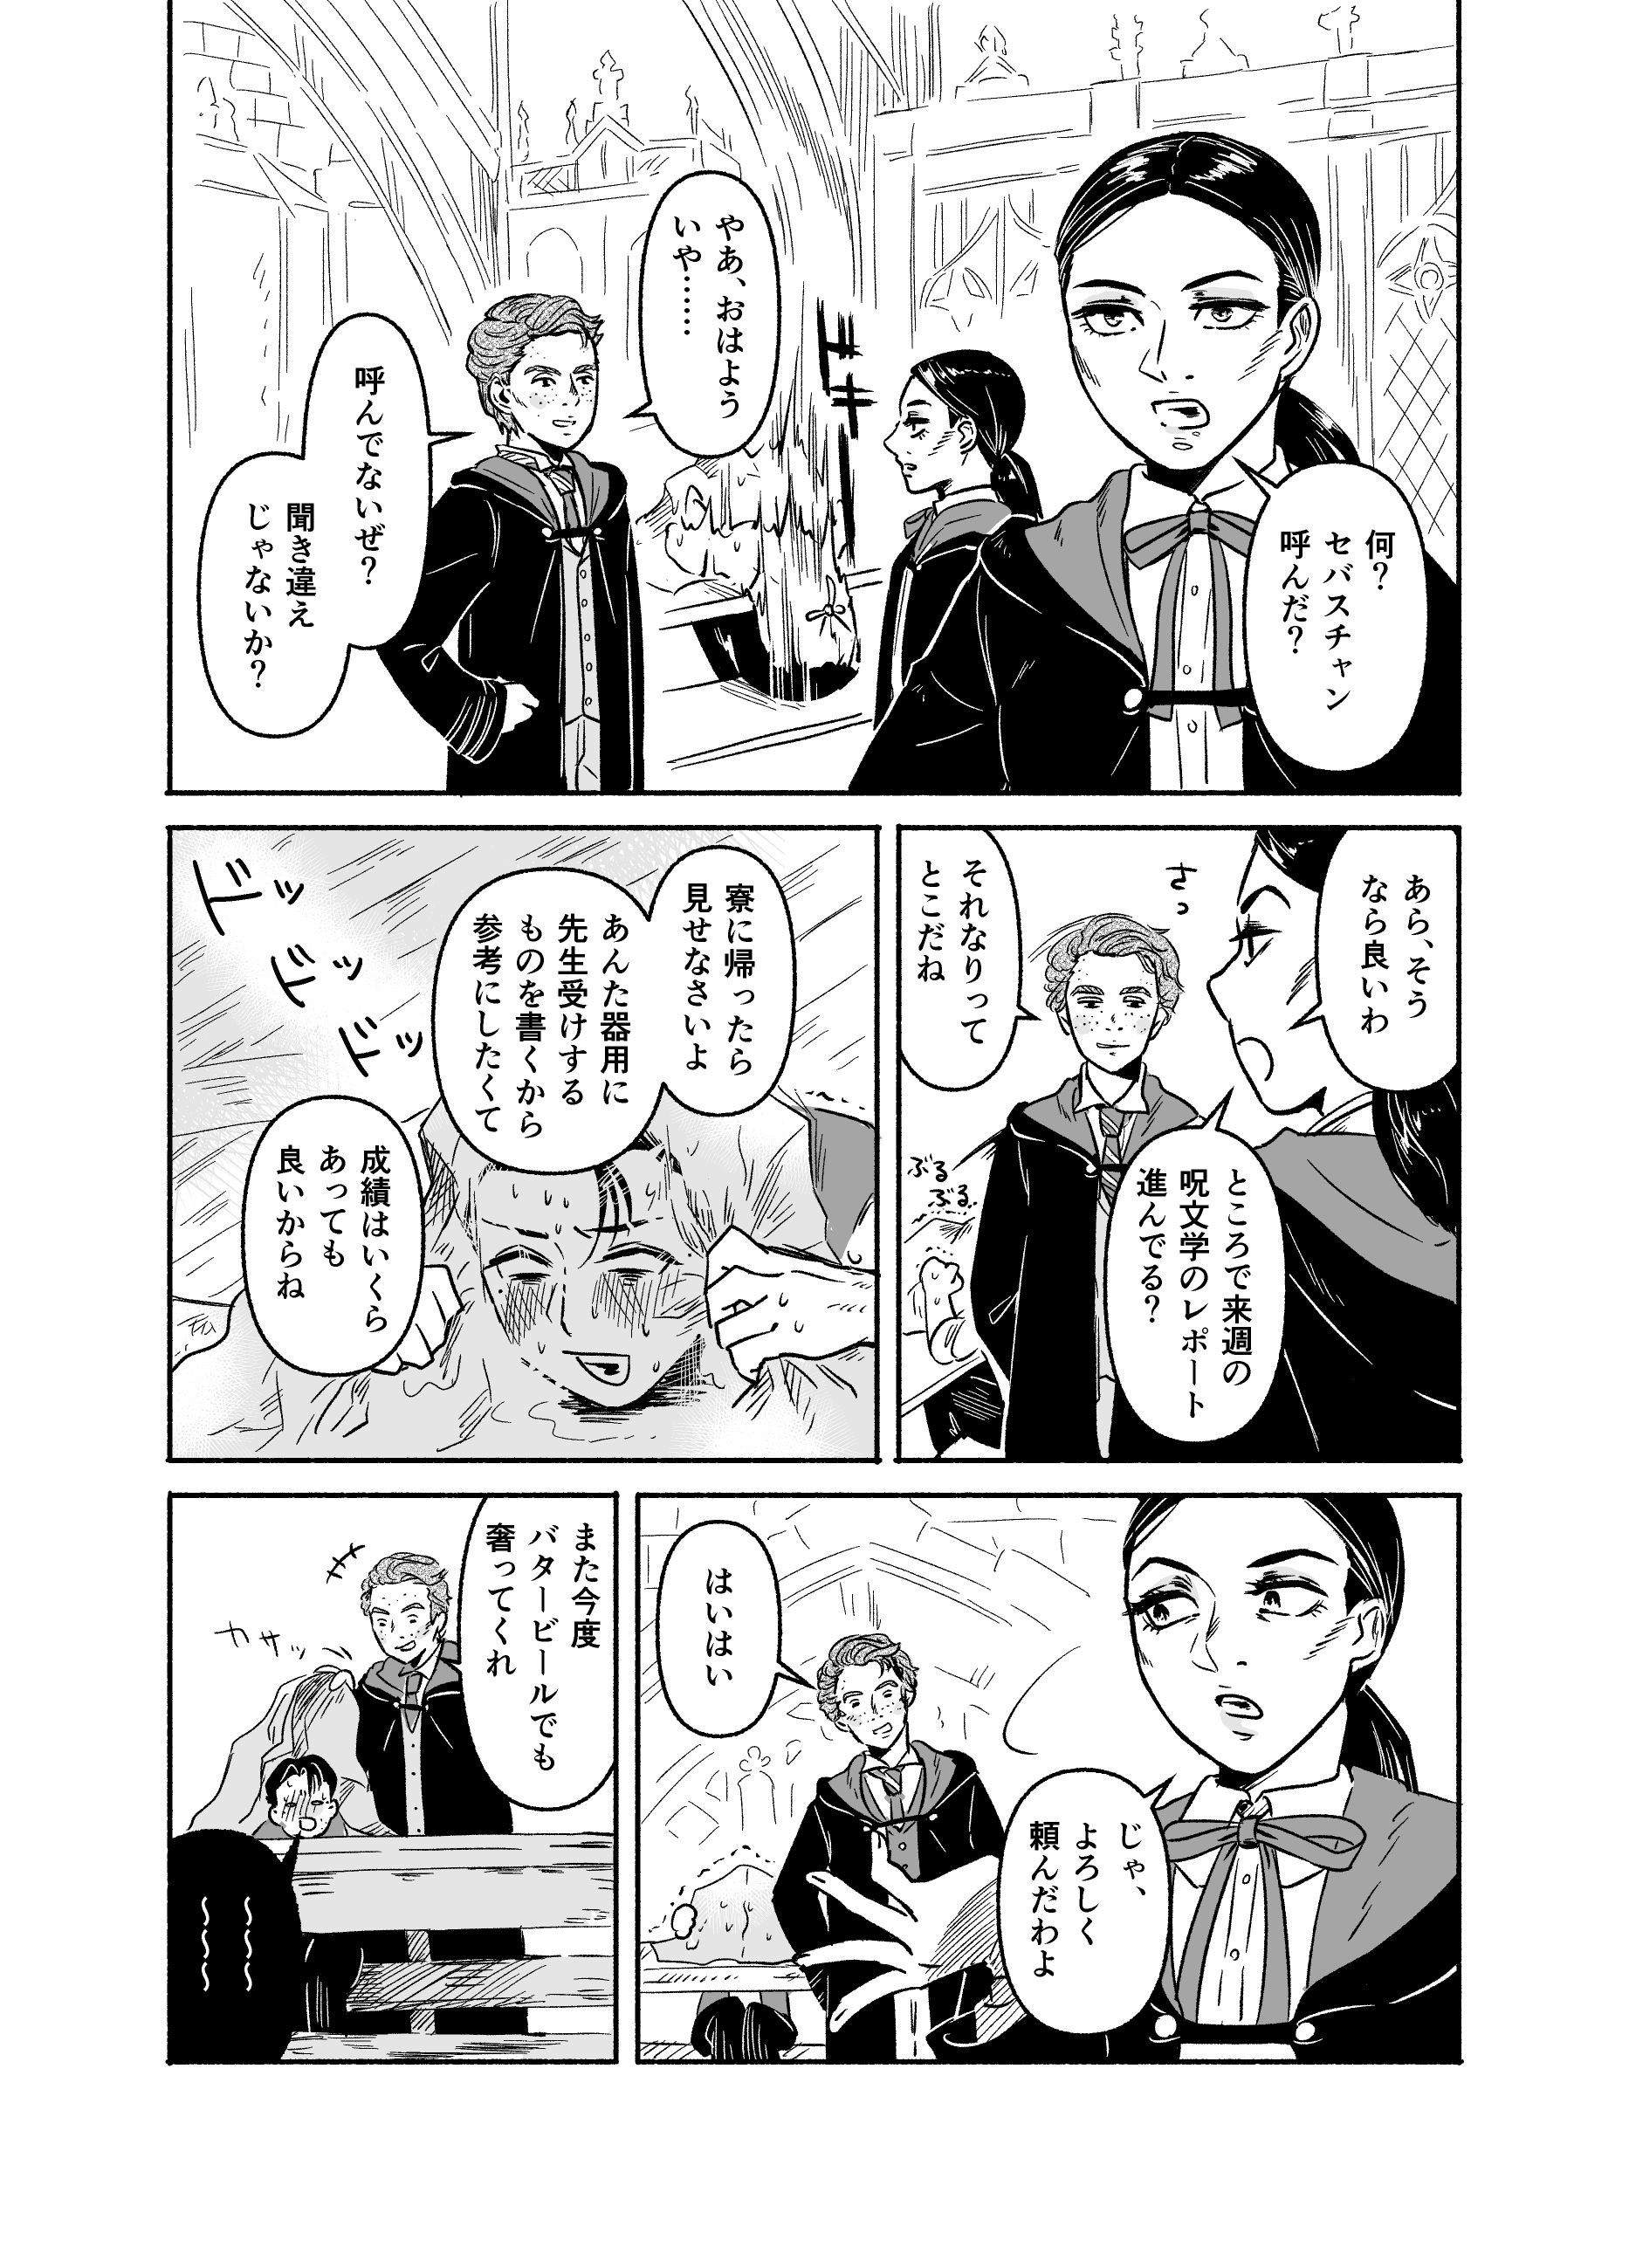 何?
セバスチャン
呼んだ?
ビキ
やあ、おはよう
いや……
呼んでないぜ?
聞き違え
じゃないか?
あら、そう
なら良いわ
さっ
それなりって
とこだね
ところで来週の
呪文学のレポート
進んでる?
ぶる
ぶる
寮に帰ったら
見せなさいよ
あんた器用に
先生受けする
ものを書くから
参考にしたくて
成績はいくら
あっても
良いからね
ドッ
ドッ
ドッ
じゃ、
よろしく
頼んだわよ
はいはい
また今度
バタービールでも
奢ってくれ
カサッ
〜〜〜
〜〜〜